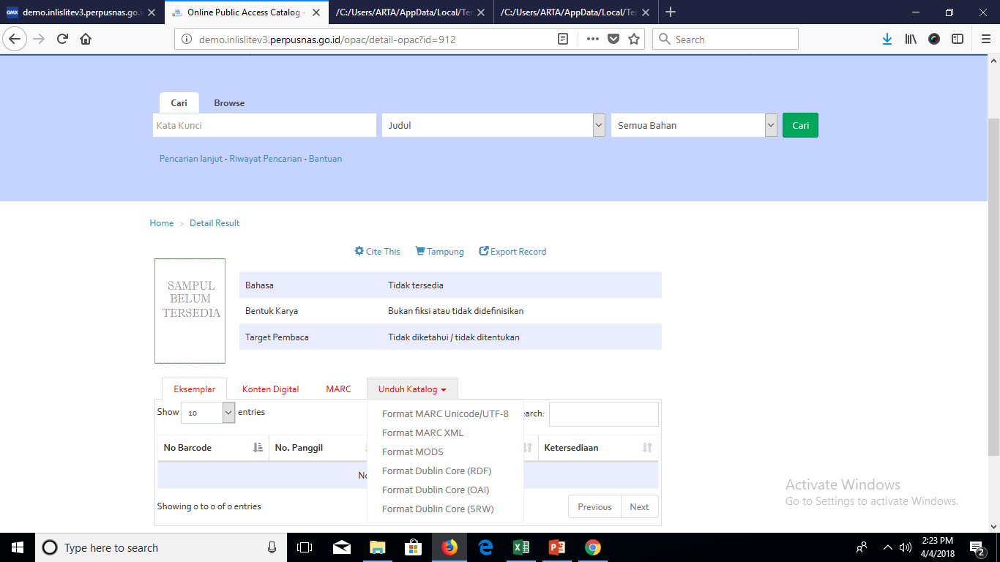 GMX demo.inlislitev3.perpusnas.go.i
Online Public Access Catalog -
/C:/Users/ARTA/AppData/Local/Ter
/C:/Users/ARTA/AppData/Local/Ter
demo.inlislitev3.perpusnas.go.id/opac/detail-opac?id=912
Search
Cari Browse
Kata Kunci Judul Semua Bahan Cari
Pencarian lanjut - Riwayat Pencarian - Bantuan
Home > Detail Result
Cite This Tampung Export Record
SAMPUL
BELUM
TERSEDIA
Bahasa Tidak tersedia
Bentuk Karya Bukan fiksi atau tidak didefinisikan
Target Pembaca Tidak diketahui / tidak ditentukan
Eksemplar Konten Digital MARC Unduh Katalog
Show 10 entries
arch:
Format MARC Unicode/UTF-8
Format MARC XML
Format MODS
Format Dublin Core (RDF)
Format Dublin Core (OAI)
Format Dublin Core (SRW)
No Barcode No. Panggil Ketersediaan
No
Showing 0 to 0 of 0 entries
Previous Next
Activate Windows
Go to Settings to activate Windows.
Type here to search
2:23 PM
4/4/2018
2